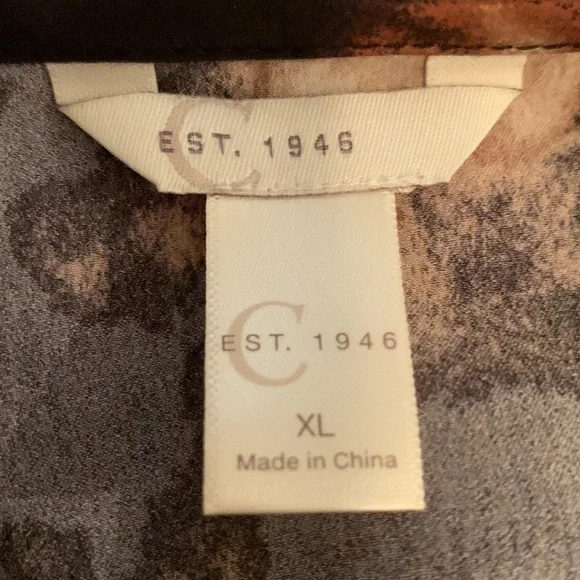 C
EST. 1946
C
EST. 1946
XL
Made in China